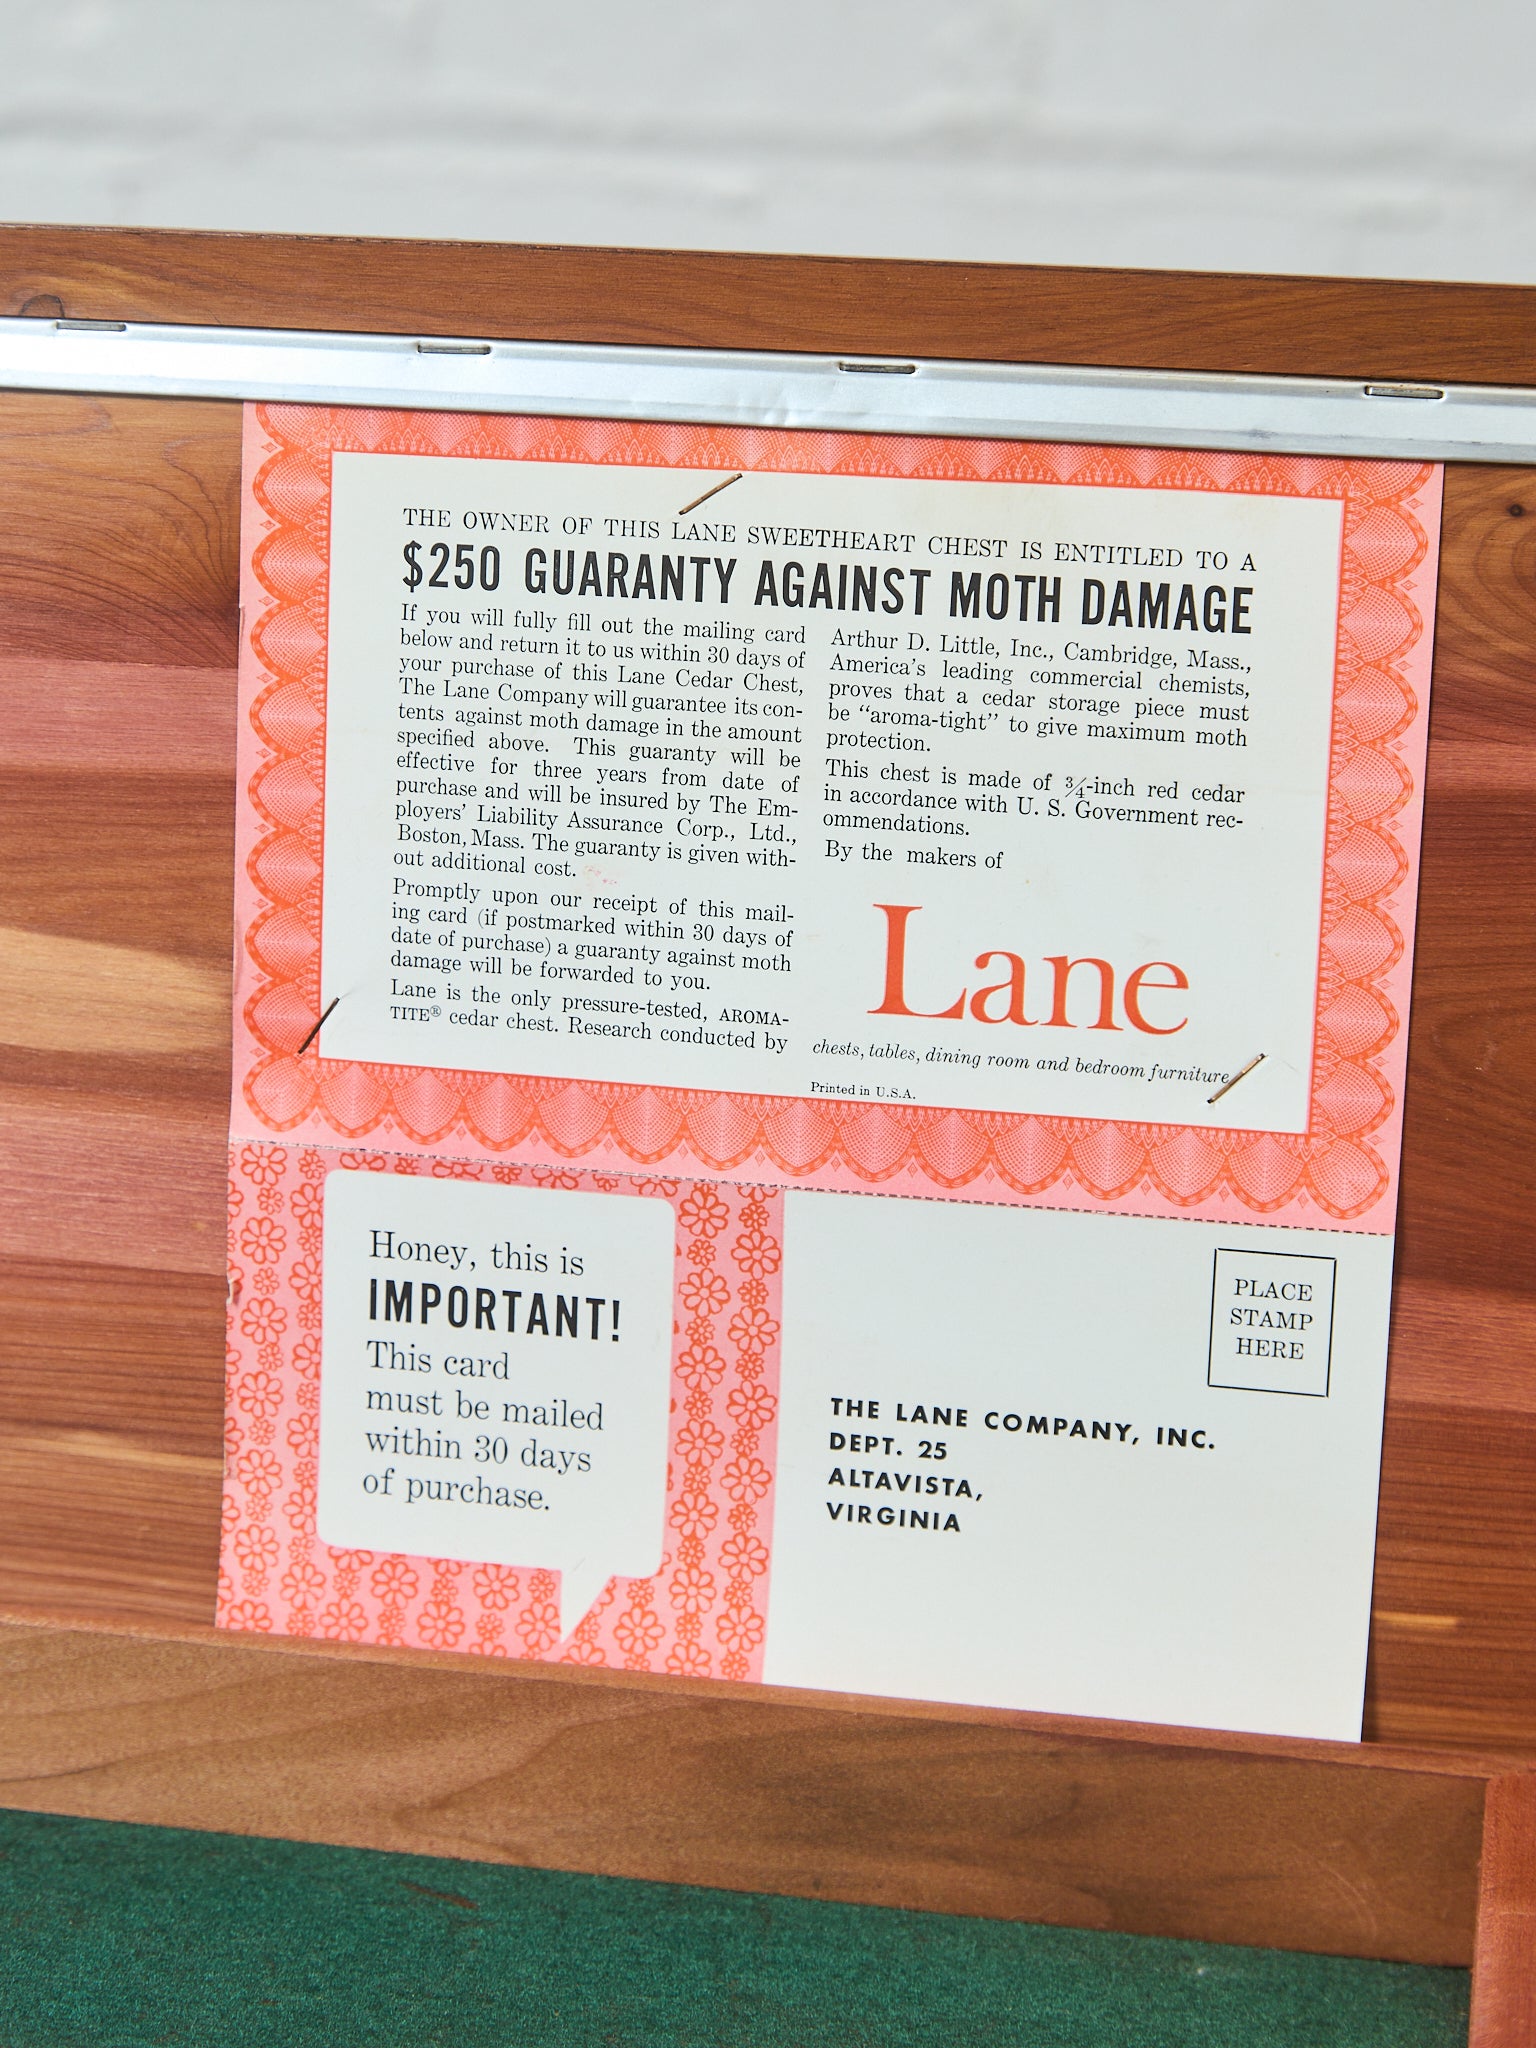 THE OWNER OF THIS LANE SWEETHEART CHEST IS ENTITLED TO A
$250 GUARANTY AGAINST MOTH DAMAGE
If you will fully fill out the mailing card
below and return it to us within 30 days of
your purchase of this Lane Cedar Chest,
The Lane Company will guarantee its con-
tents against moth damage in the amount
specified above. This guaranty will be
effective for three years from date of
purchase and will be insured by The Em-
ployers' Liability Assurance Corp., Ltd.,
Boston, Mass. The guaranty is given with-
out additional cost.
Promptly upon our receipt of this mail-
ing card (if postmarked within 30 days of
date of purchase) a guaranty against moth
damage will be forwarded to you.
Lane is the only pressure-tested, AROMA-
TITE® cedar chest. Research conducted by
Arthur D. Little, Inc., Cambridge, Mass.,
America's leading commercial chemists,
proves that a cedar storage piece must
be "aroma-tight" to give maximum moth
protection.
This chest is made of ¾-inch red cedar
in accordance with U. S. Government rec-
ommendations.
By the makers of
Lane
chests, tables, dining room and bedroom furniture
Printed in U.S.A.
Honey, this is
IMPORTANT!
This card
must be mailed
within 30 days
of purchase.
PLACE
STAMP
HERE
THE LANE COMPANY, INC.
DEPT. 25
ALTAVISTA,
VIRGINIA